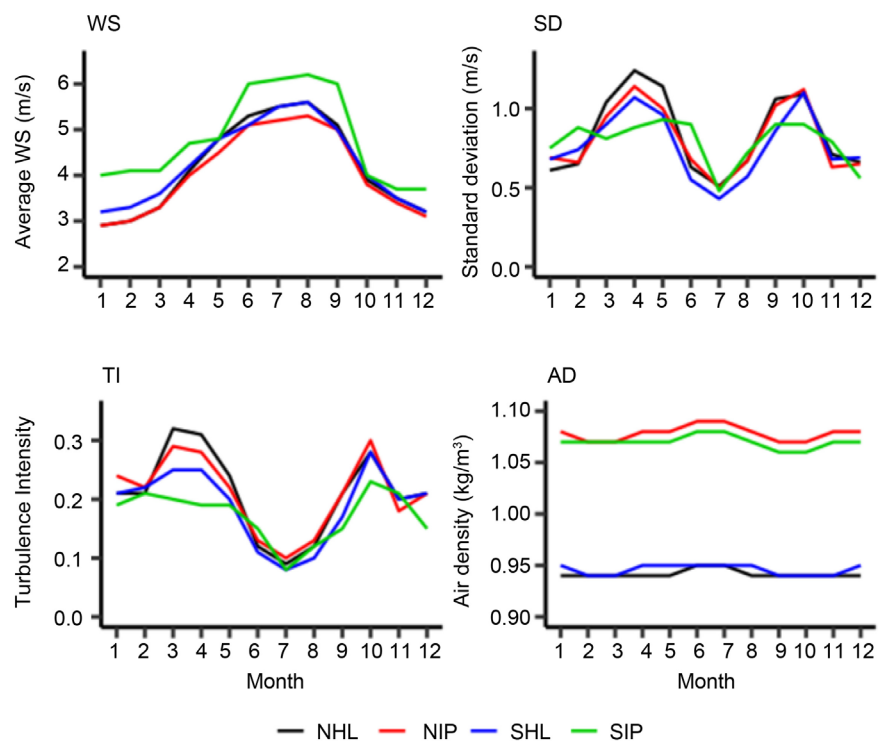 WS
Average WS (m/s)
6
5
4
3
2
1 2 3 4 5 6 7 8 9 10 11 12
SD
Standard deviation (m/s)
1.0
0.5
0.0
1 2 3 4 5 6 7 8 9 10 11 12
TI
Turbulence Intensity
0.3
0.2
0.1
0.0
1 2 3 4 5 6 7 8 9 10 11 12
Month
AD
Air density (kg/m³)
1.10
1.05
1.00
0.95
0.90
1 2 3 4 5 6 7 8 9 10 11 12
Month
NHL NIP SHL SIP